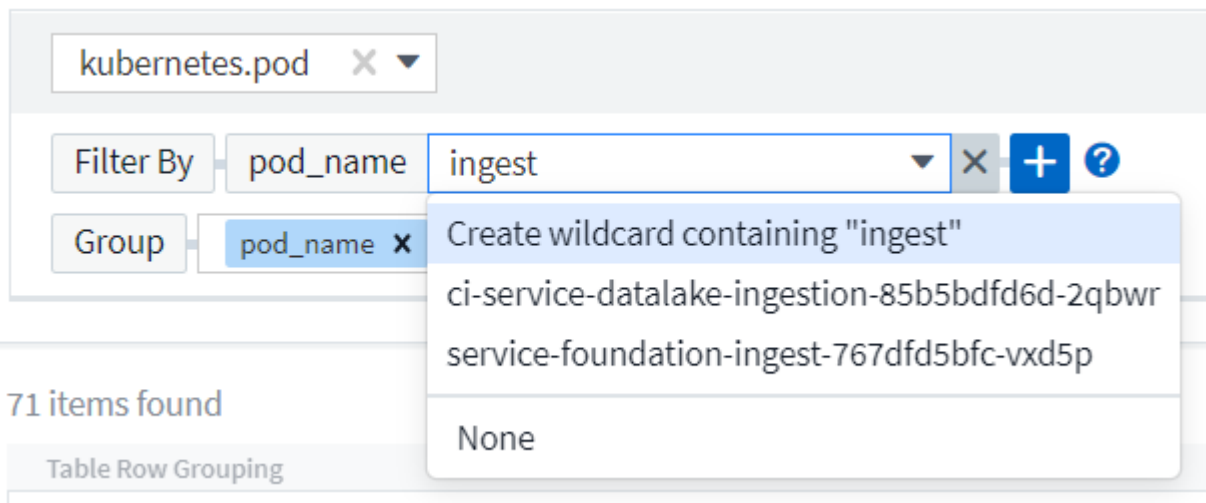 kubernetes.pod
Filter By pod_name ingest
Group pod_name
Create wildcard containing "ingest"
ci-service-datalake-ingestion-85b5bdfd6d-2qbwr
service-foundation-ingest-767dfd5bfc-vxd5p
None
71 items found
Table Row Grouping